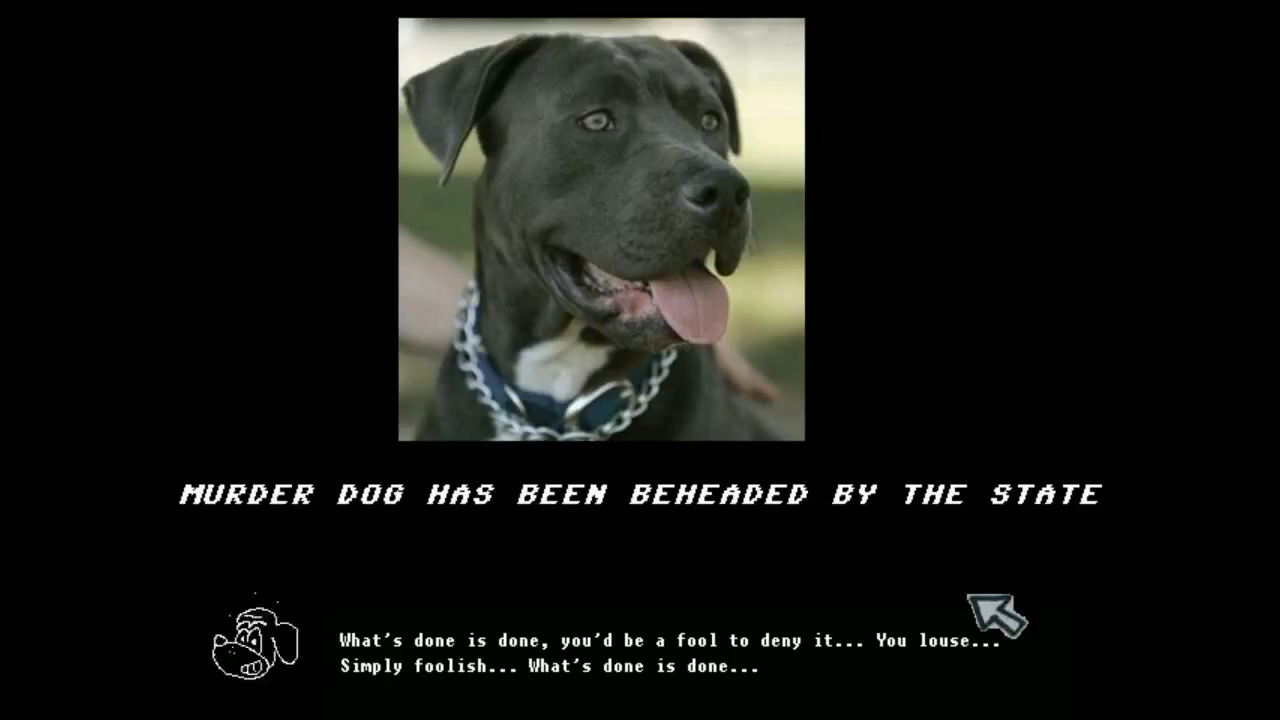 MURDER DOG HAS BEEN BEHEADED BY THE STATE
What's done is done, you'd be a fool to deny it... You louse...
Simply foolish... What's done is done...